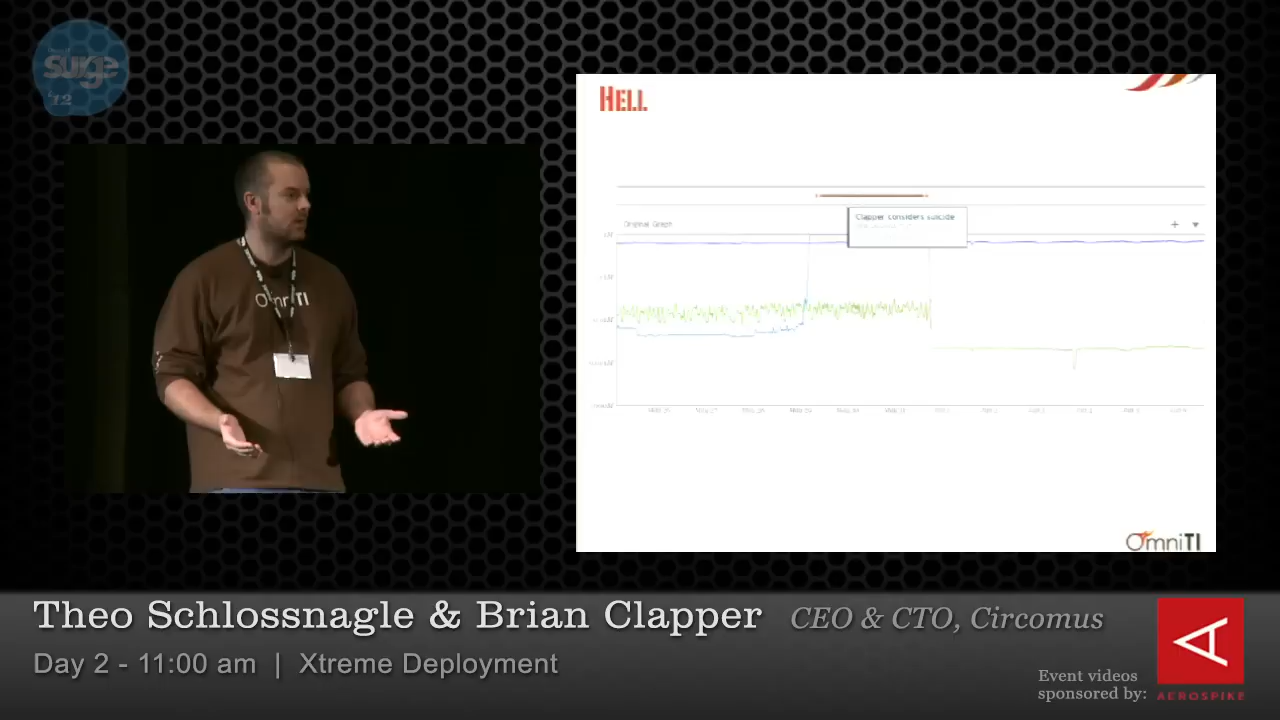 surge
'12
HELL
Original Graph
Clapper considers suicide
OmniTI
OmniTI
Theo Schlossnagle & Brian Clapper CEO & CTO, Circomus
Day 2 - 11:00 am | Xtreme Deployment
Event videos
sponsored by:
AEROSPIKE